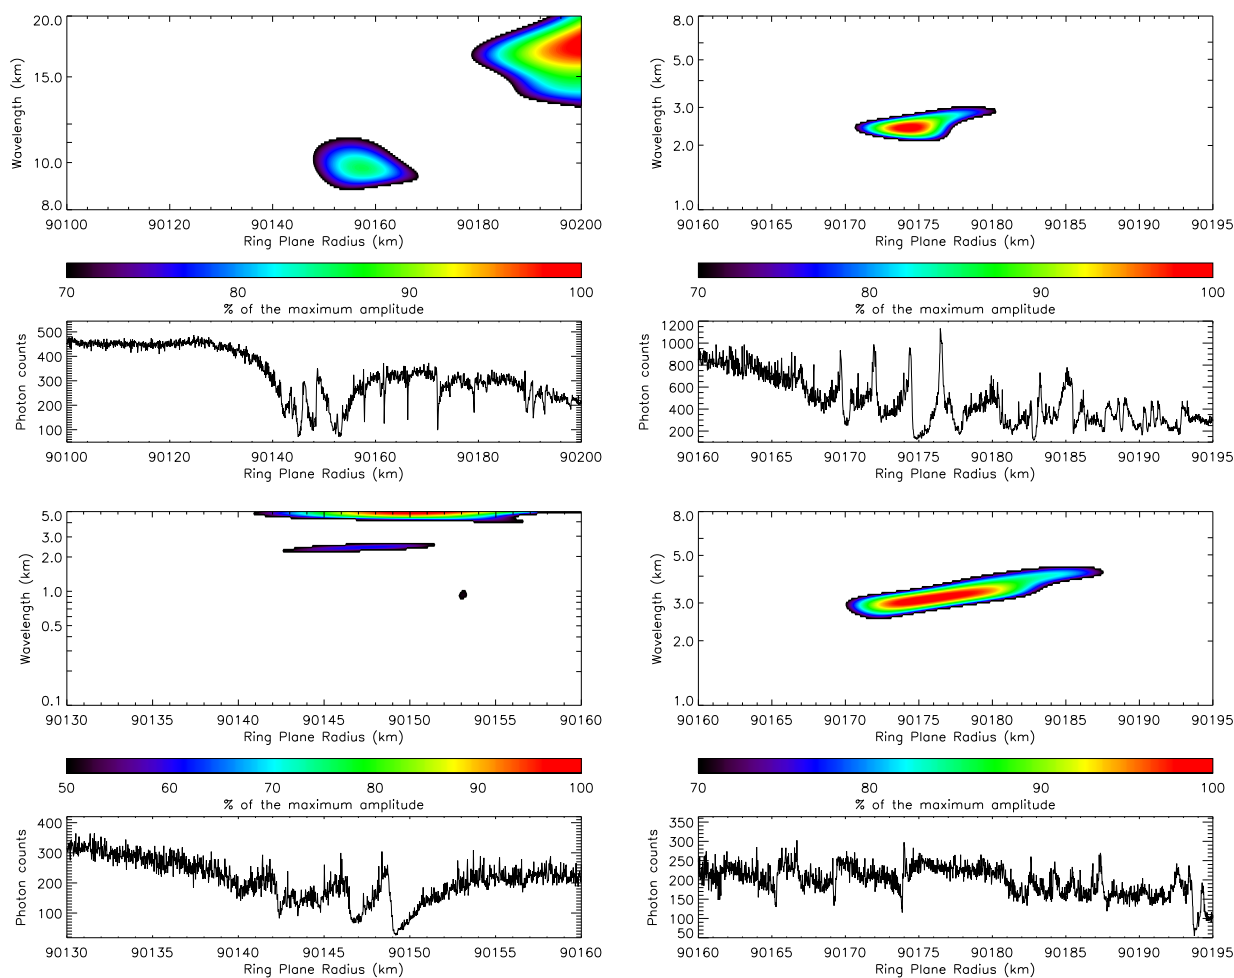 20.0
15.0
10.0
8.0
Wavelength (km)
90100 90120 90140 90160 90180 90200
Ring Plane Radius (km)
70 80 90 100
% of the maximum amplitude
500
400
300
200
100
Photon counts
90100 90120 90140 90160 90180 90200
Ring Plane Radius (km)
8.0
5.0
3.0
2.0
1.0
Wavelength (km)
90160 90165 90170 90175 90180 90185 90190 90195
Ring Plane Radius (km)
70 80 90 100
% of the maximum amplitude
1200
1000
800
600
400
200
Photon counts
90160 90165 90170 90175 90180 90185 90190 90195
Ring Plane Radius (km)
5.0
3.0
2.0
1.0
0.5
0.1
Wavelength (km)
90130 90135 90140 90145 90150 90155 90160
Ring Plane Radius (km)
50 60 70 80 90 100
% of the maximum amplitude
400
300
200
100
Photon counts
90130 90135 90140 90145 90150 90155 90160
Ring Plane Radius (km)
8.0
5.0
3.0
2.0
1.0
Wavelength (km)
90160 90165 90170 90175 90180 90185 90190 90195
Ring Plane Radius (km)
70 80 90 100
% of the maximum amplitude
350
300
250
200
150
100
50
Photon counts
90160 90165 90170 90175 90180 90185 90190 90195
Ring Plane Radius (km)